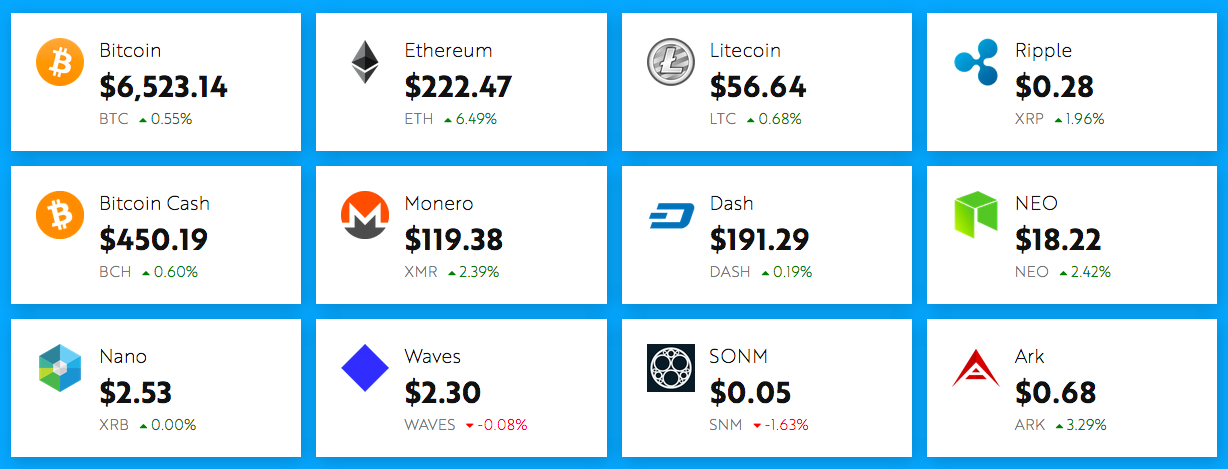 Bitcoin
$6,523.14
BTC ▲ 0.55%
Ethereum
$222.47
ETH ▲ 6.49%
Litecoin
$56.64
LTC ▲ 0.68%
Ripple
$0.28
XRP ▲ 1.96%
Bitcoin Cash
$450.19
BCH ▲ 0.60%
Monero
$119.38
XMR ▲ 2.39%
Dash
$191.29
DASH ▲ 0.19%
NEO
$18.22
NEO ▲ 2.42%
Nano
$2.53
XRB ▲ 0.00%
Waves
$2.30
WAVES ▼ -0.08%
SONM
$0.05
SNM ▼ -1.63%
Ark
$0.68
ARK ▲ 3.29%